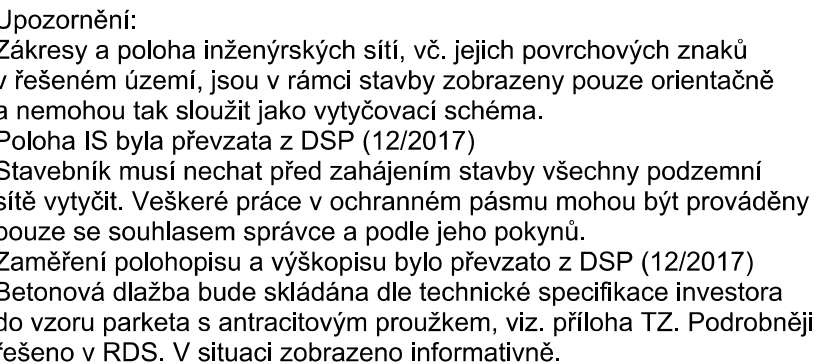 Upozornění:
Zákresy a poloha inženýrských sítí, vč. jejich povrchových znaků
v řešeném území, jsou v rámci stavby zobrazeny pouze orientačně
a nemohou tak sloužit jako vytyčovací schéma.
Poloha IS byla převzata z DSP (12/2017)
Stavebník musí nechat před zahájením stavby všechny podzemní
sítě vytyčit. Veškeré práce v ochranném pásmu mohou být prováděny
pouze se souhlasem správce a podle jeho pokynů.
Zaměření polohopisu a výškopisu bylo převzato z DSP (12/2017)
Betonová dlažba bude skládána dle technické specifikace investora
do vzoru parketa s antracitovým proužkem, viz. příloha TZ. Podrobněji
řešeno v RDS. V situaci zobrazeno informativně.